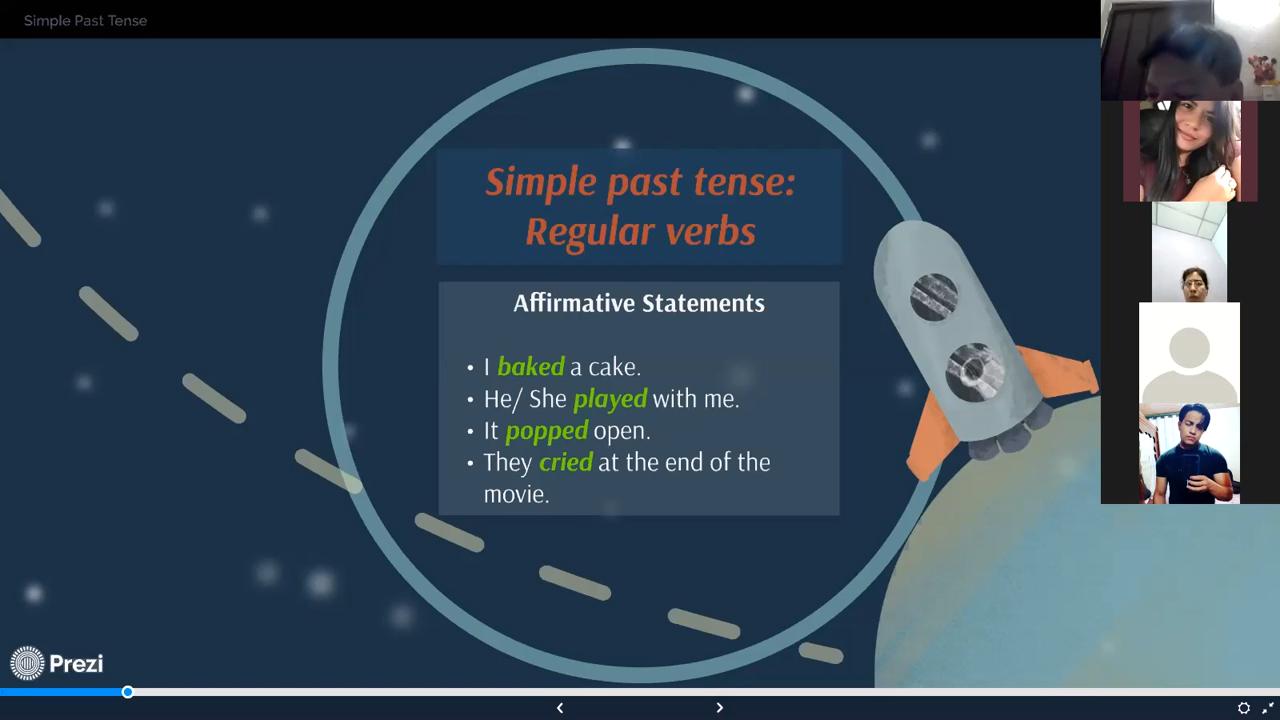 Simple Past Tense
Simple past tense:
Regular verbs
Affirmative Statements
• I baked a cake.
• He/ She played with me.
• It popped open.
• They cried at the end of the
movie.
Prezi